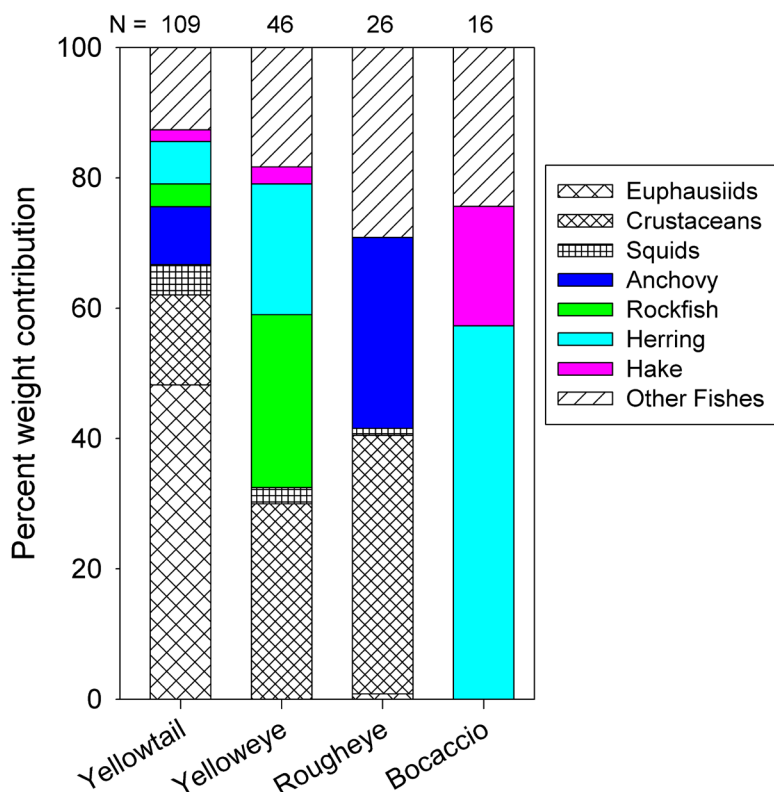 N = 109 46 26 16
100
80
60
40
20
0
Percent weight contribution
Yellowtail
Yelloweye
Rougheye
Bocaccio
Euphausiids
Crustaceans
Squids
Anchovy
Rockfish
Herring
Hake
Other Fishes